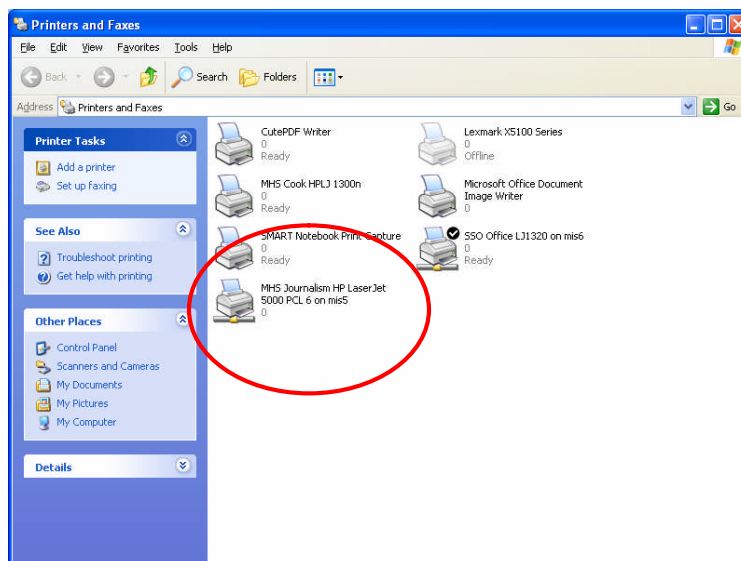 Printers and Faxes
File Edit View Favorites Tools Help
Back Search Folders
Address Printers and Faxes Go
Printer Tasks
Add a printer
Set up faxing
See Also
Troubleshoot printing
Get help with printing
Other Places
Control Panel
Scanners and Cameras
My Documents
My Pictures
My Computer
Details
CutePDF Writer
0
Ready
Lexmark X5100 Series
0
Offline
MHS Cook HPLJ 1300n
0
Ready
Microsoft Office Document
Image Writer
0
SMART Notebook Print Capture
0
Ready
SSO Office LJ1320 on mis6
0
Ready
MHS Journalism HP LaserJet
5000 PCL 6 on mis5
0